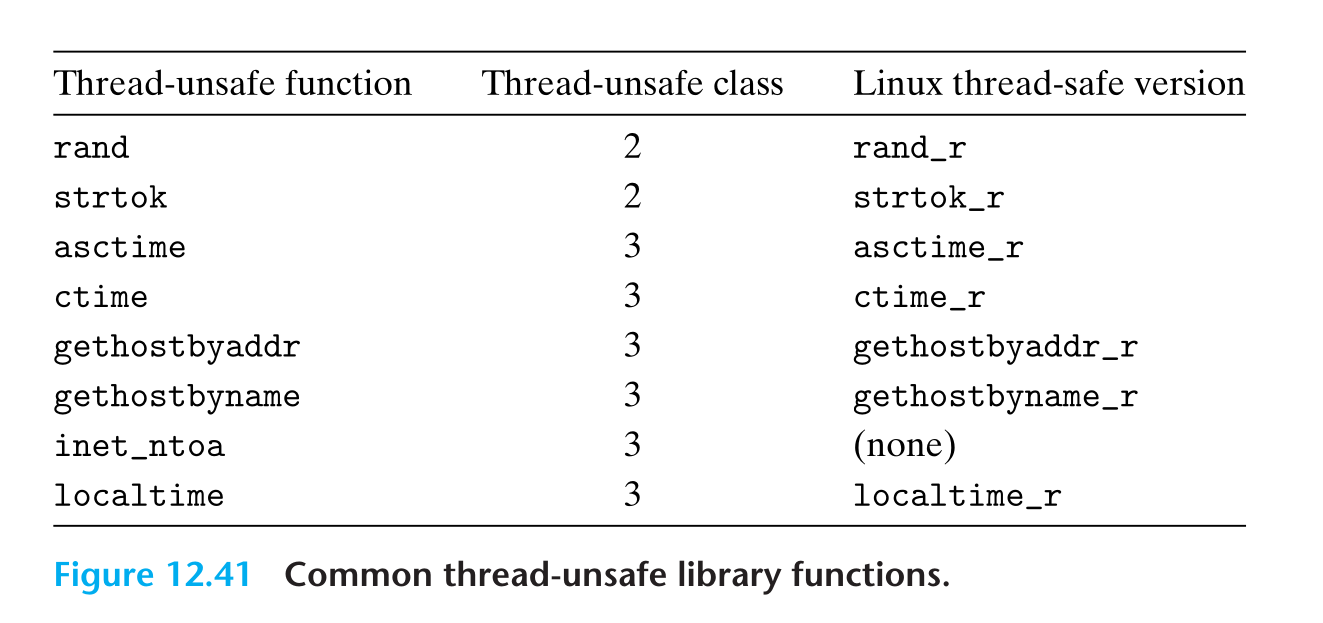 Thread-unsafe function Thread-unsafe class Linux thread-safe version
rand 2 rand_r
strtok 2 strtok_r
asctime 3 asctime_r
ctime 3 ctime_r
gethostbyaddr 3 gethostbyaddr_r
gethostbyname 3 gethostbyname_r
inet_ntoa 3 (none)
localtime 3 localtime_r
Figure 12.41 Common thread-unsafe library functions.